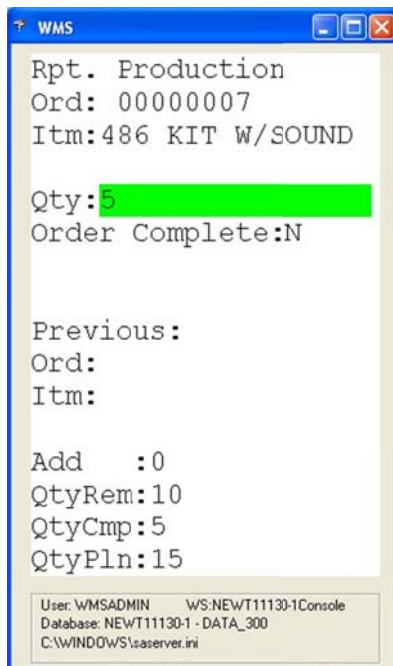 WMS
Rpt. Production
Ord: 00000007
Itm:486 KIT W/SOUND
Qty:5
Order Complete:N
Previous:
Ord:
Itm:
Add :0
QtyRem:10
QtyCmp:5
QtyPln:15
User: WMSADMIN WS:NEWT11130-1Console
Database: NEWT11130-1 - DATA_300
C:\WINDOWS\saserver.ini